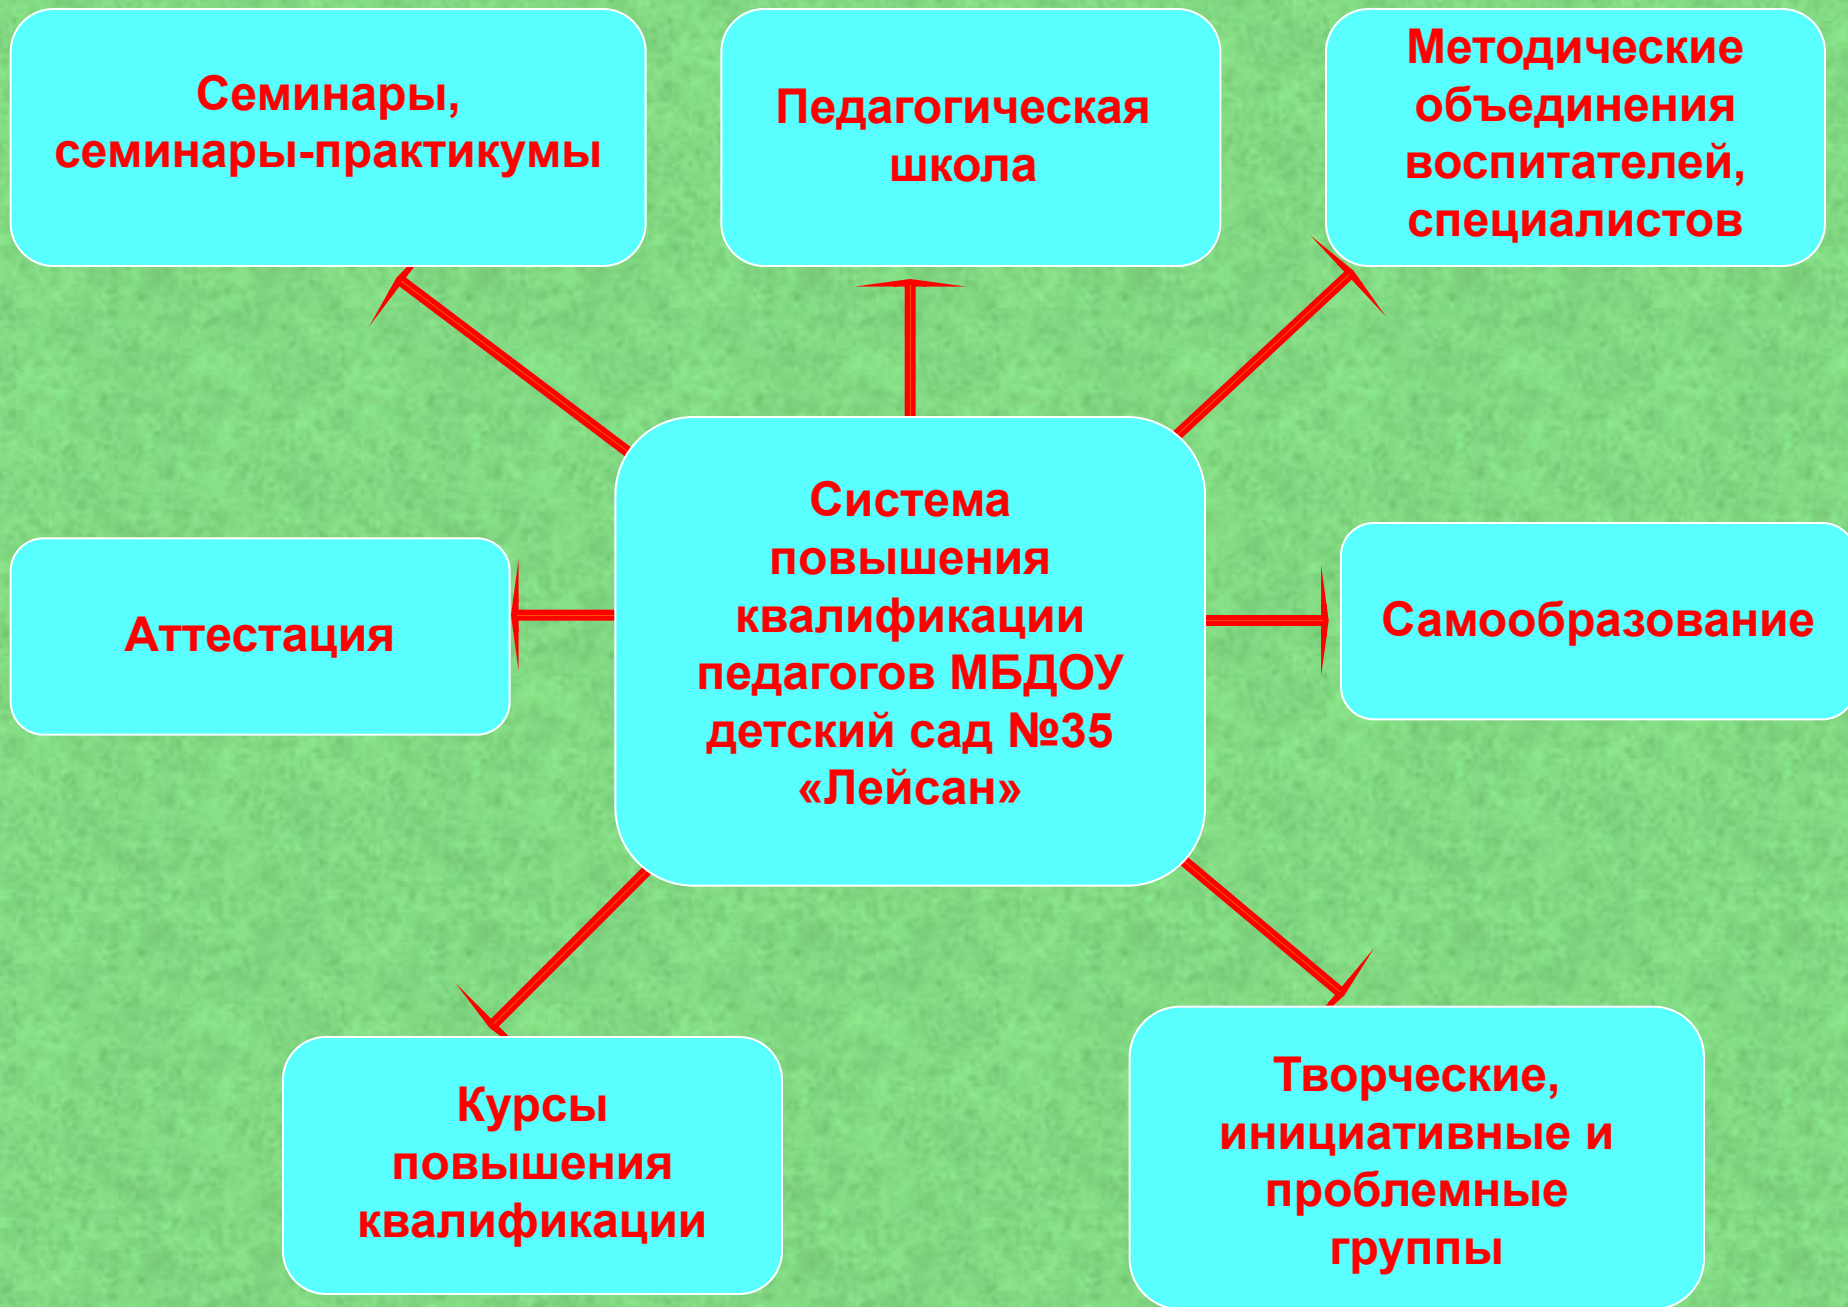 Семинары,
семинары-практикумы
Педагогическая
школа
Методические
объединения
воспитателей,
специалистов
Система
повышения
квалификации
педагогов МБДОУ
детский сад №35
«Лейсан»
Аттестация
Самообразование
Курсы
повышения
квалификации
Творческие,
инициативные и
проблемные
группы